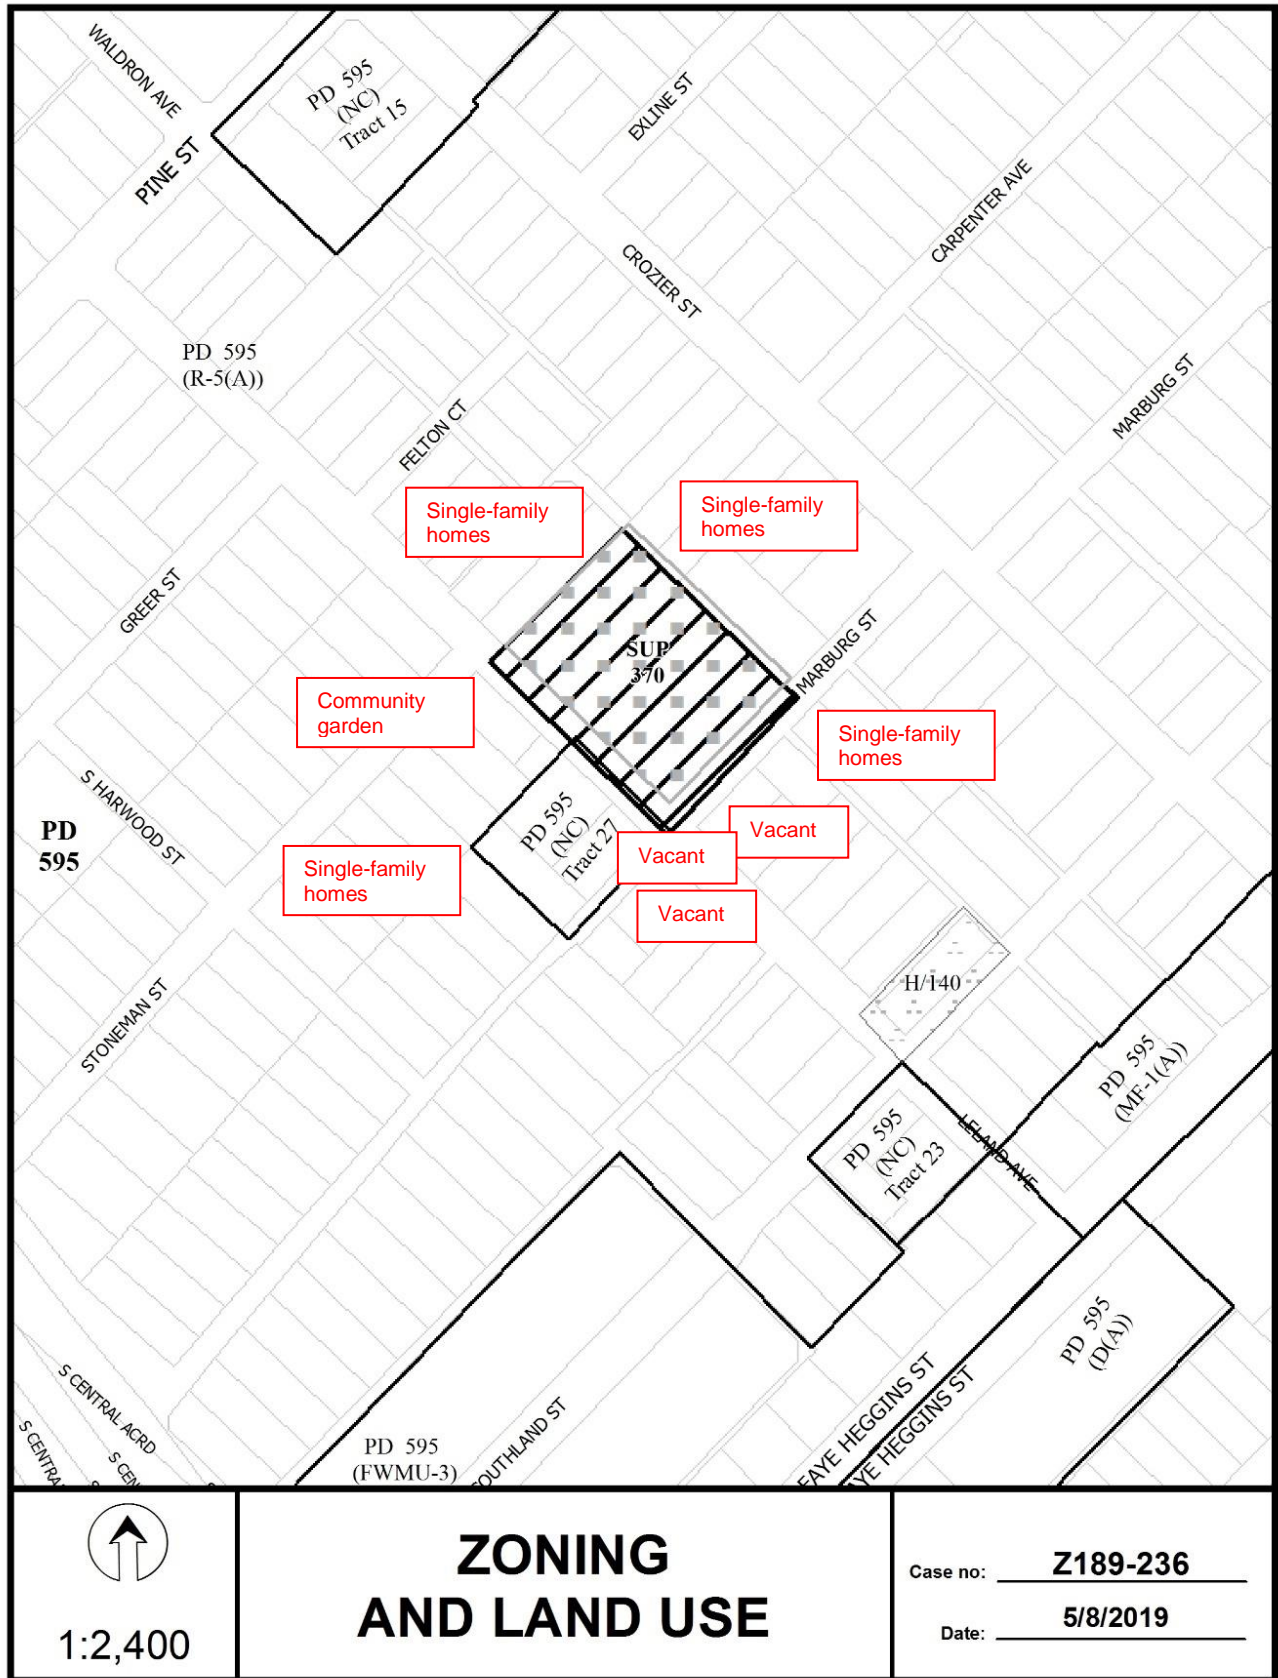 WALDRON AVE
PD 595
(NC)
Tract 15
EXLINE ST
PINE ST
CARPENTER AVE
CROZIER ST
PD 595
(R-5(A))
MARBURG ST
FELTON CT
Single-family
homes
Single-family
homes
GREER ST
SUP
370
MARBURG ST
Community
garden
Single-family
homes
S HARWOOD ST
PD
595
PD 595
(NC)
Tract 27
Vacant
Vacant
Single-family
homes
Vacant
H/140
STONEMAN ST
PD 595
(MF-1(A))
PD 595
(NC)
Tract 23
LELAND AVE
PD 595
(D(A))
S CENTRAL ACRD
S CENTRA
S CEN
PD 595
(FWMU-3)
OUTHLAND ST
FAYE HEGGINS ST
AYE HEGGINS ST
1:2,400
ZONING
AND LAND USE
Case no: Z189-236
Date: 5/8/2019